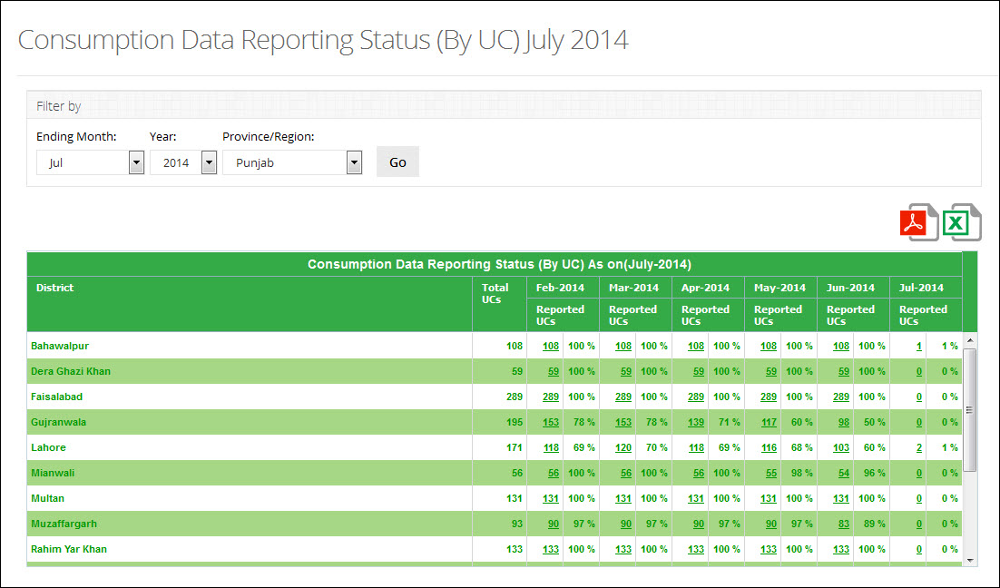 Consumption Data Reporting Status (By UC) July 2014
Filter by
Ending Month: Year: Province/Region:
Jul 2014 Punjab Go
Consumption Data Reporting Status (By UC) As on(July-2014)
District Total UCs Feb-2014 Mar-2014 Apr-2014 May-2014 Jun-2014 Jul-2014
Reported UCs Reported UCs Reported UCs Reported UCs Reported UCs Reported UCs
Bahawalpur 108 108 100 % 108 100 % 108 100 % 108 100 % 108 100 % 1 1 %
Dera Ghazi Khan 59 59 100 % 59 100 % 59 100 % 59 100 % 59 100 % 0 0 %
Faisalabad 289 289 100 % 289 100 % 289 100 % 289 100 % 289 100 % 0 0 %
Gujranwala 195 153 78 % 153 78 % 139 71 % 117 60 % 98 50 % 0 0 %
Lahore 171 118 69 % 120 70 % 118 69 % 116 68 % 103 60 % 2 1 %
Mianwali 56 56 100 % 56 100 % 56 100 % 55 98 % 54 96 % 0 0 %
Multan 131 131 100 % 131 100 % 131 100 % 131 100 % 131 100 % 0 0 %
Muzaffargarh 93 90 97 % 90 97 % 90 97 % 90 97 % 83 89 % 0 0 %
Rahim Yar Khan 133 133 100 % 133 100 % 133 100 % 133 100 % 133 100 % 0 0 %